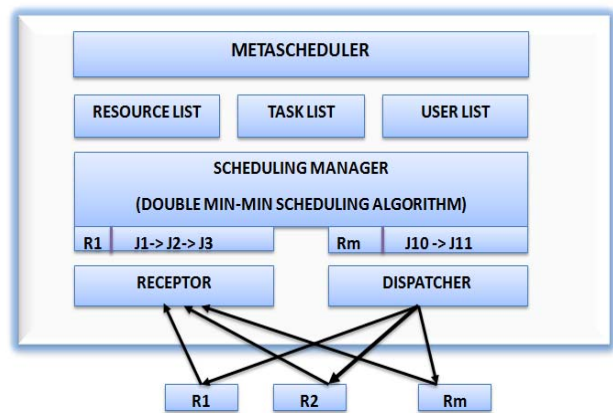 METASCHEDULER
RESOURCE LIST
TASK LIST
USER LIST
SCHEDULING MANAGER
(DOUBLE MIN-MIN SCHEDULING ALGORITHM)
R1 J1-> J2-> J3
Rm J10 -> J11
RECEPTOR
DISPATCHER
R1
R2
Rm